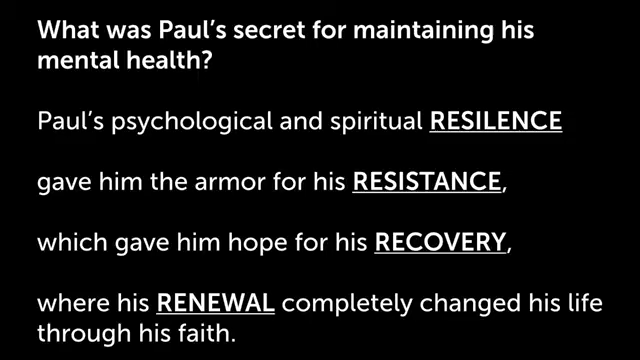 What was Paul’s secret for maintaining his
mental health?
Paul’s psychological and spiritual RESILENCE
gave him the armor for his RESISTANCE,
which gave him hope for his RECOVERY,
where his RENEWAL completely changed his life
through his faith.